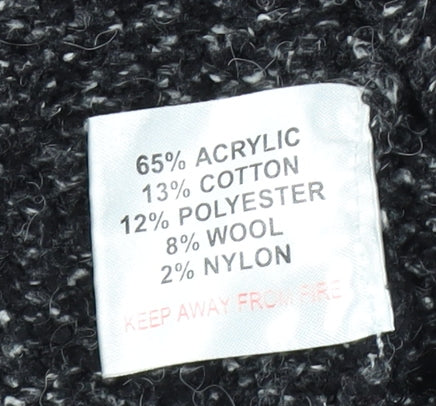 65% ACRYLIC
13% COTTON
12% POLYESTER
8% WOOL
2% NYLON
KEEP AWAY FROM FIRE